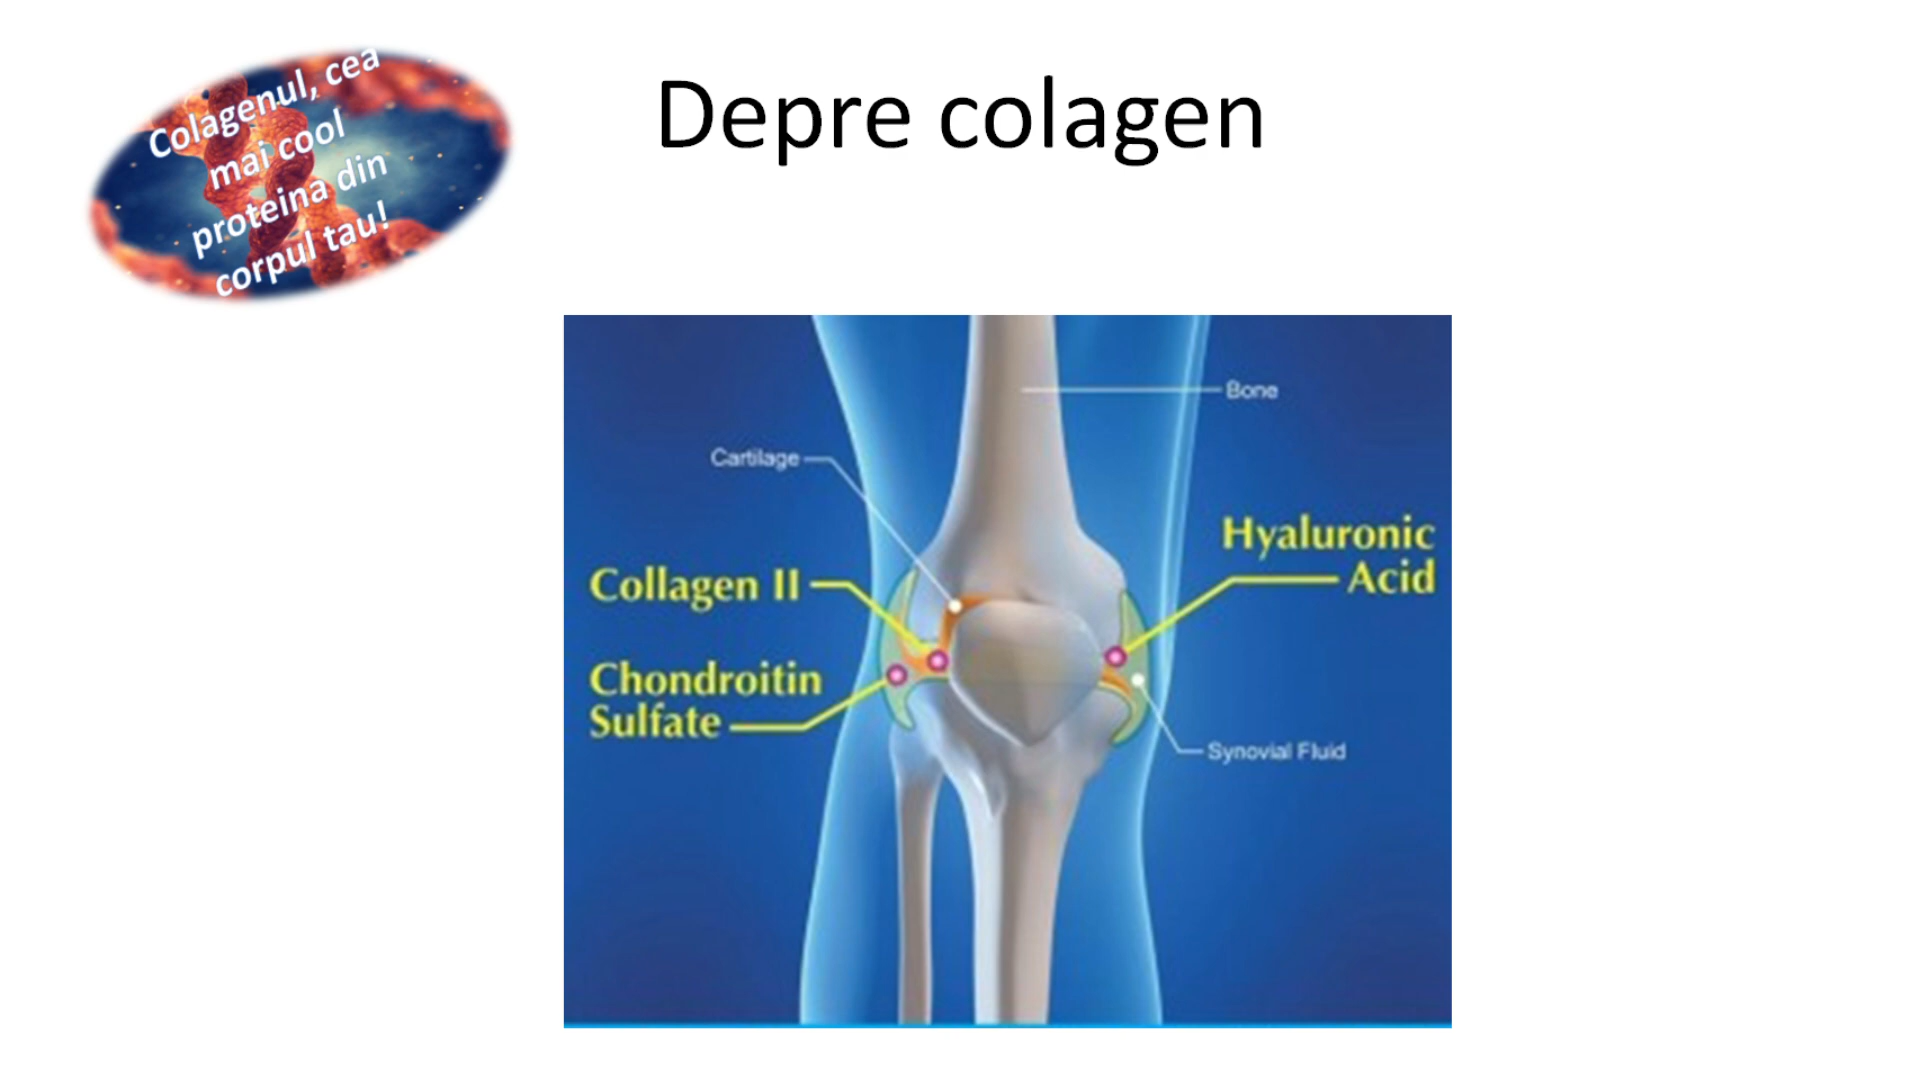 Colagenul, cea
mai cool
proteina din
corpul tau!
Depre colagen
Bone
Cartilage
Hyaluronic
Acid
Collagen II
Chondroitin
Sulfate
Synovial Fluid